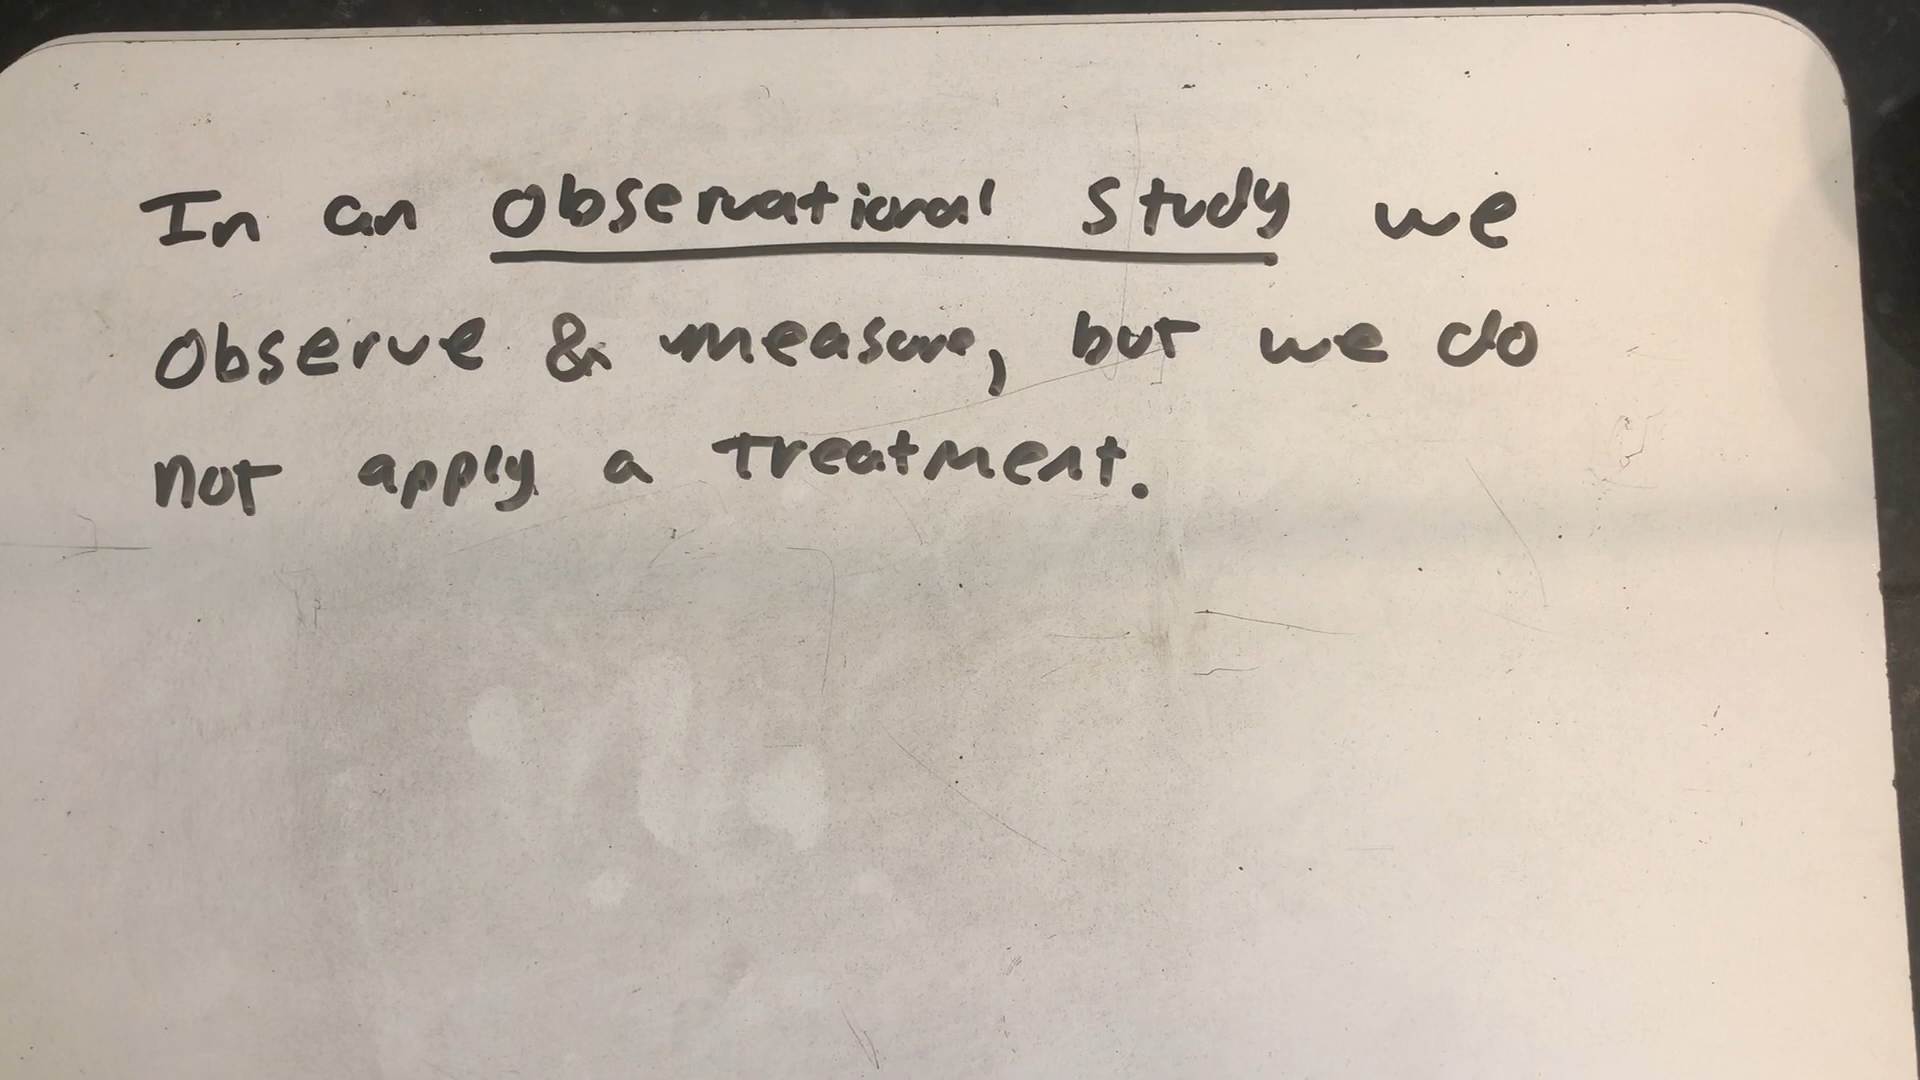 In an Observational Study we
Observe & measure, but we do
not apply a Treatment.